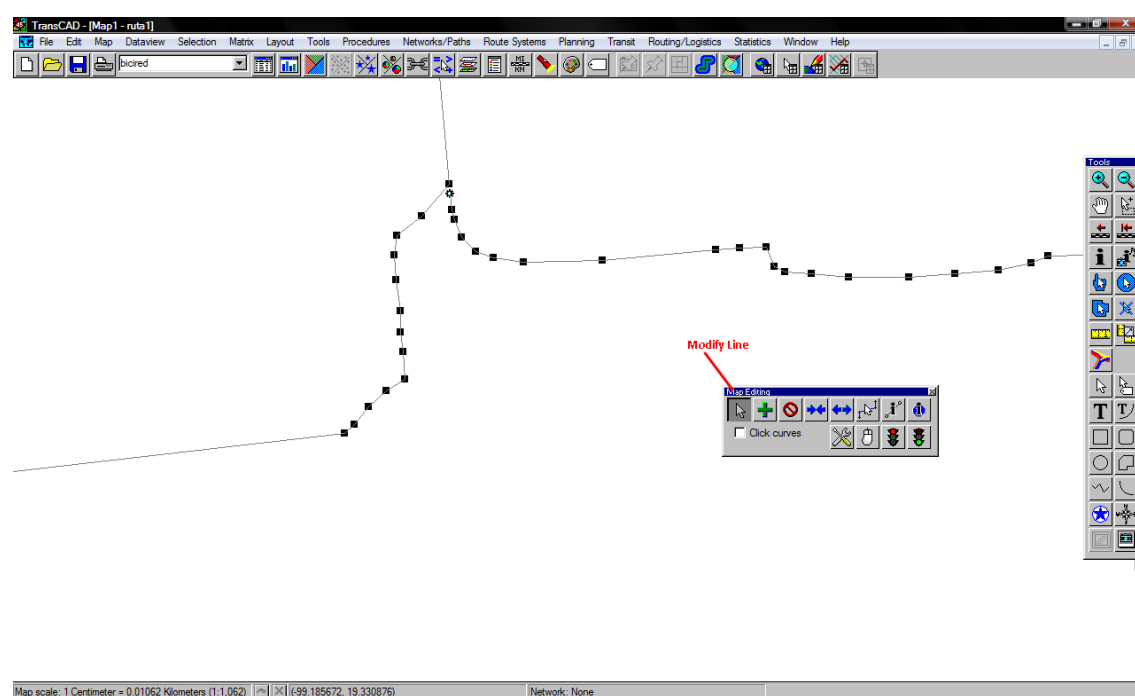 TransCAD - [Map1 - ruta1]
File Edit Map Dataview Selection Matrix Layout Tools Procedures Networks/Paths Route Systems Planning Transit Routing/Logistics Statistics Window Help
bicired
MI
KM
Tools
Modify Line
Map Editing
Click curves
T T
Map scale: 1 Centimeter = 0.01062 Kilometers (1:1,062) (-99.185672, 19.330876) Network: None